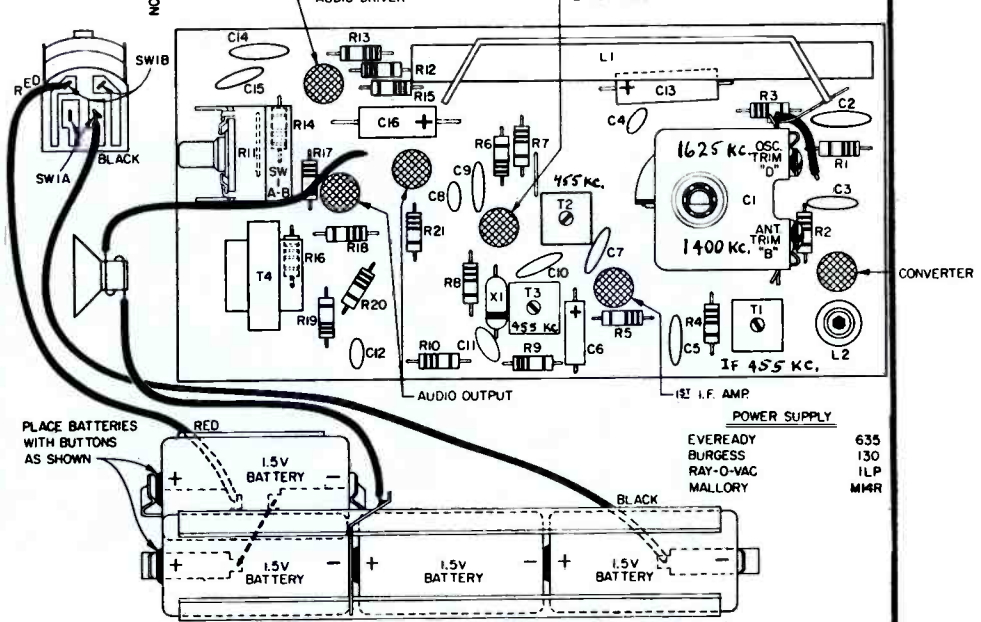 NO
AUDIO DRIVER
C14
R13
R12
R15
L1
C13
+
SW1B
RED
C15
R3
C2
C4
C16 +
R14
R11
SW
A-B
R17
R6
R7
1625 KC.
OSC.
TRIM
"D"
R1
BLACK
SW1A
C9
C8
455 KC.
T2
C1
C3
R21
R18
1400 KC.
ANT.
TRIM
"B"
R2
C7
T4
R16
R20
R8
C10
CONVERTER
X1
T3
455 KC
R19
R5
R4
T1
C12
C11
R10
R9
C6
C5
L2
IF 455 KC.
AUDIO OUTPUT
1ST I.F. AMP.
POWER SUPPLY
EVEREADY 635
BURGESS 130
RAY-O-VAC 1LP
MALLORY M14R
PLACE BATTERIES
WITH BUTTONS
AS SHOWN
RED
+ 1.5V BATTERY -
BLACK
+ 1.5V BATTERY -
+ 1.5V BATTERY -
+ 1.5V BATTERY